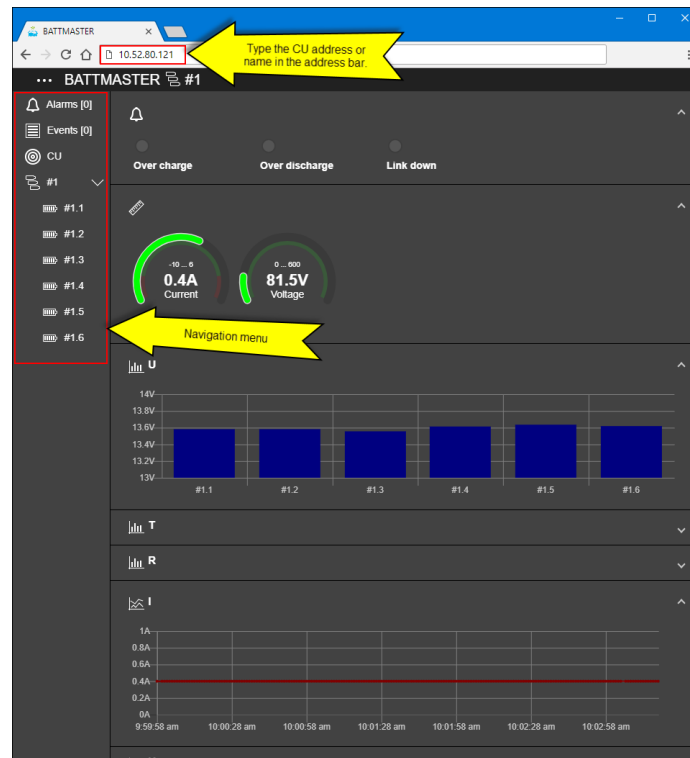 BATTMASTER
10.52.80.121
Type the CU address or
name in the address bar.
BATTMASTER #1
Alarms [0]
Events [0]
CU
#1
#1.1
#1.2
#1.3
#1.4
#1.5
#1.6
Navigation menu
Over charge
Over discharge
Link down
-10 ... 6
0.4A
Current
0 ... 600
81.5V
Voltage
U
14V
13.8V
13.6V
13.4V
13.2V
13V
#1.1 #1.2 #1.3 #1.4 #1.5 #1.6
T
R
I
1A
0.8A
0.6A
0.4A
0.2A
0A
9:59:58 am 10:00:28 am 10:00:58 am 10:01:28 am 10:01:58 am 10:02:28 am 10:02:58 am